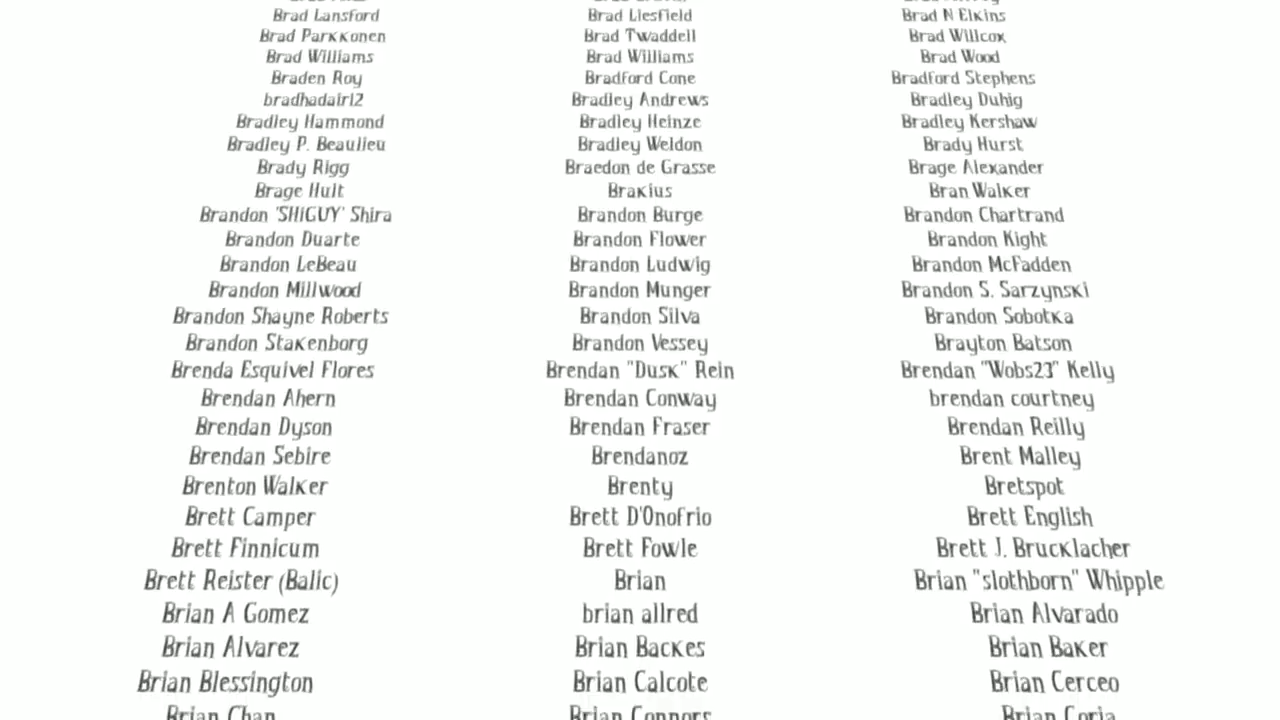 Brad Lansford Brad Liesfield Brad N Elkins
Brad Parkkonen Brad Twaddell Brad Willcox
Brad Williams Brad Williams Brad Wood
Braden Roy Bradford Cone Bradford Stephens
bradhadair12 Bradley Andrews Bradley Duhig
Bradley Hammond Bradley Heinze Bradley Kershaw
Bradley P. Beaulieu Bradley Weldon Brady Hurst
Brady Rigg Braedon de Grasse Brage Alexander
Brage Hult Brakius Bran Walker
Brandon 'SHiGUY' Shira Brandon Burge Brandon Chartrand
Brandon Duarte Brandon Flower Brandon Kight
Brandon LeBeau Brandon Ludwig Brandon McFadden
Brandon Millwood Brandon Munger Brandon S. Sarzynski
Brandon Shayne Roberts Brandon Silva Brandon Sobotka
Brandon Stakenborg Brandon Vessey Brayton Batson
Brenda Esquivel Flores Brendan "Dusk" Rein Brendan "Wobs23" Kelly
Brendan Ahern Brendan Conway brendan courtney
Brendan Dyson Brendan Fraser Brendan Reilly
Brendan Sebire Brendanoz Brent Malley
Brenton Walker Brenty Bretspot
Brett Camper Brett D'Onofrio Brett English
Brett Finnicum Brett Fowle Brett J. Brucklacher
Brett Reister (Balic) Brian Brian "slothborn" Whipple
Brian A Gomez brian allred Brian Alvarado
Brian Alvarez Brian Backes Brian Baker
Brian Blessington Brian Calcote Brian Cerceo
Brian Chan Brian Connors Brian Coria